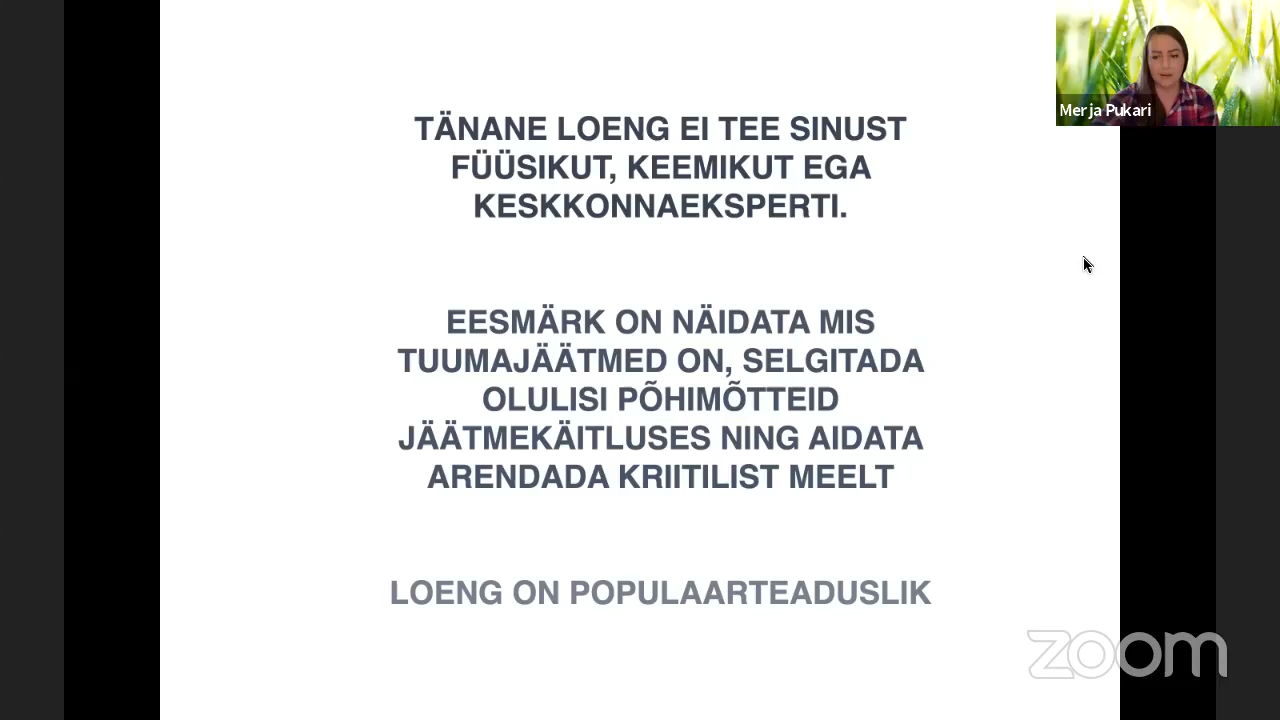 Merja Pukari
TÄNANE LOENG EI TEE SINUST
FÜÜSIKUT, KEEMIKUT EGA
KESKKONNAEKSPERTI.
EESMÄRK ON NÄIDATA MIS
TUUMAJÄÄTMED ON, SELGITADA
OLULISI PÕHIMÕTTEID
JÄÄTMEKÄITLUSES NING AIDATA
ARENDADA KRIITILIST MEELT
LOENG ON POPULAARTEADUSLIK
zoom